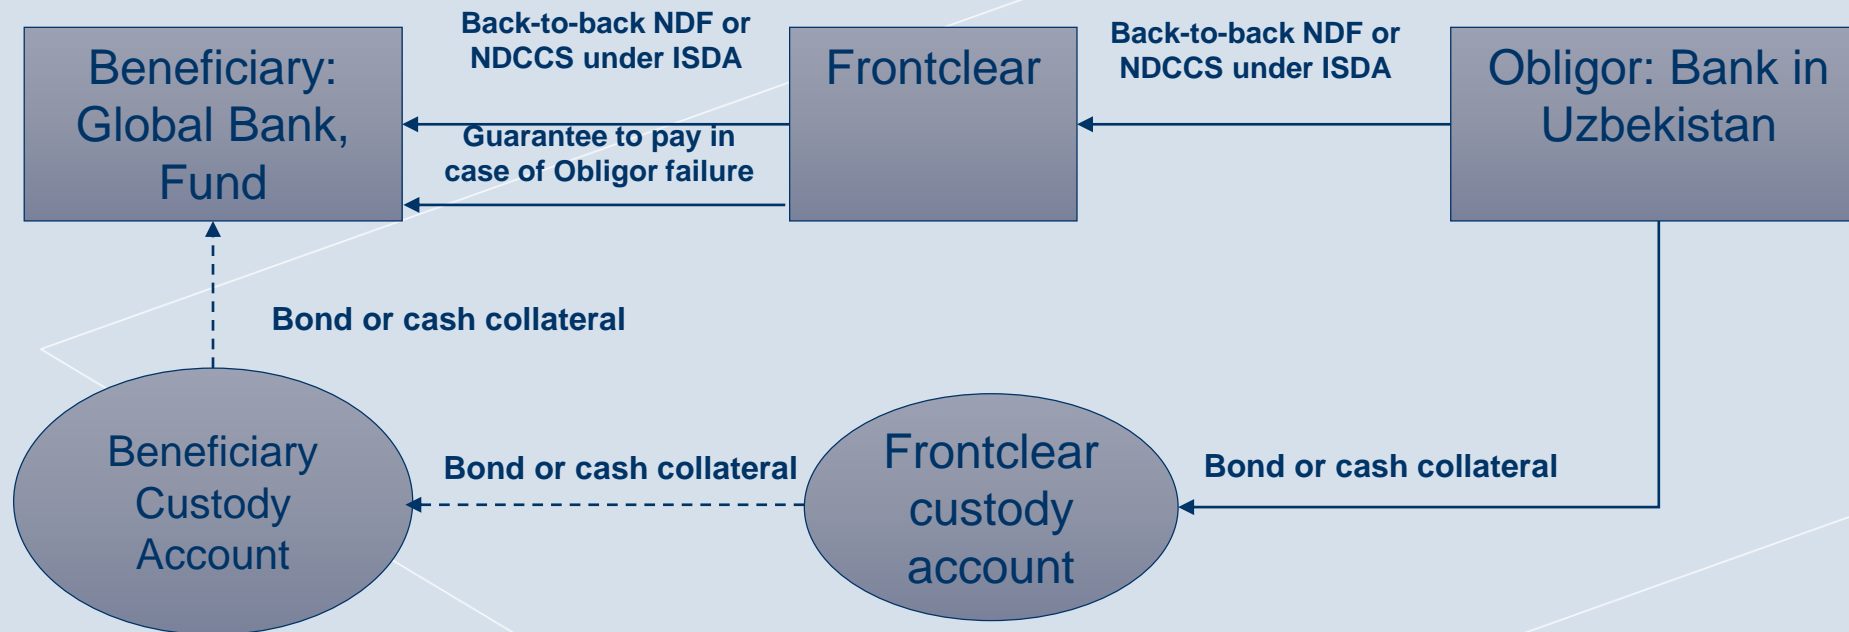 Beneficiary:
Global Bank,
Fund
Back-to-back NDF or
NDCCS under ISDA
Guarantee to pay in
case of Obligor failure
Frontclear
Back-to-back NDF or
NDCCS under ISDA
Obligor: Bank in
Uzbekistan
Bond or cash collateral
Beneficiary
Custody
Account
Bond or cash collateral
Frontclear
custody
account
Bond or cash collateral